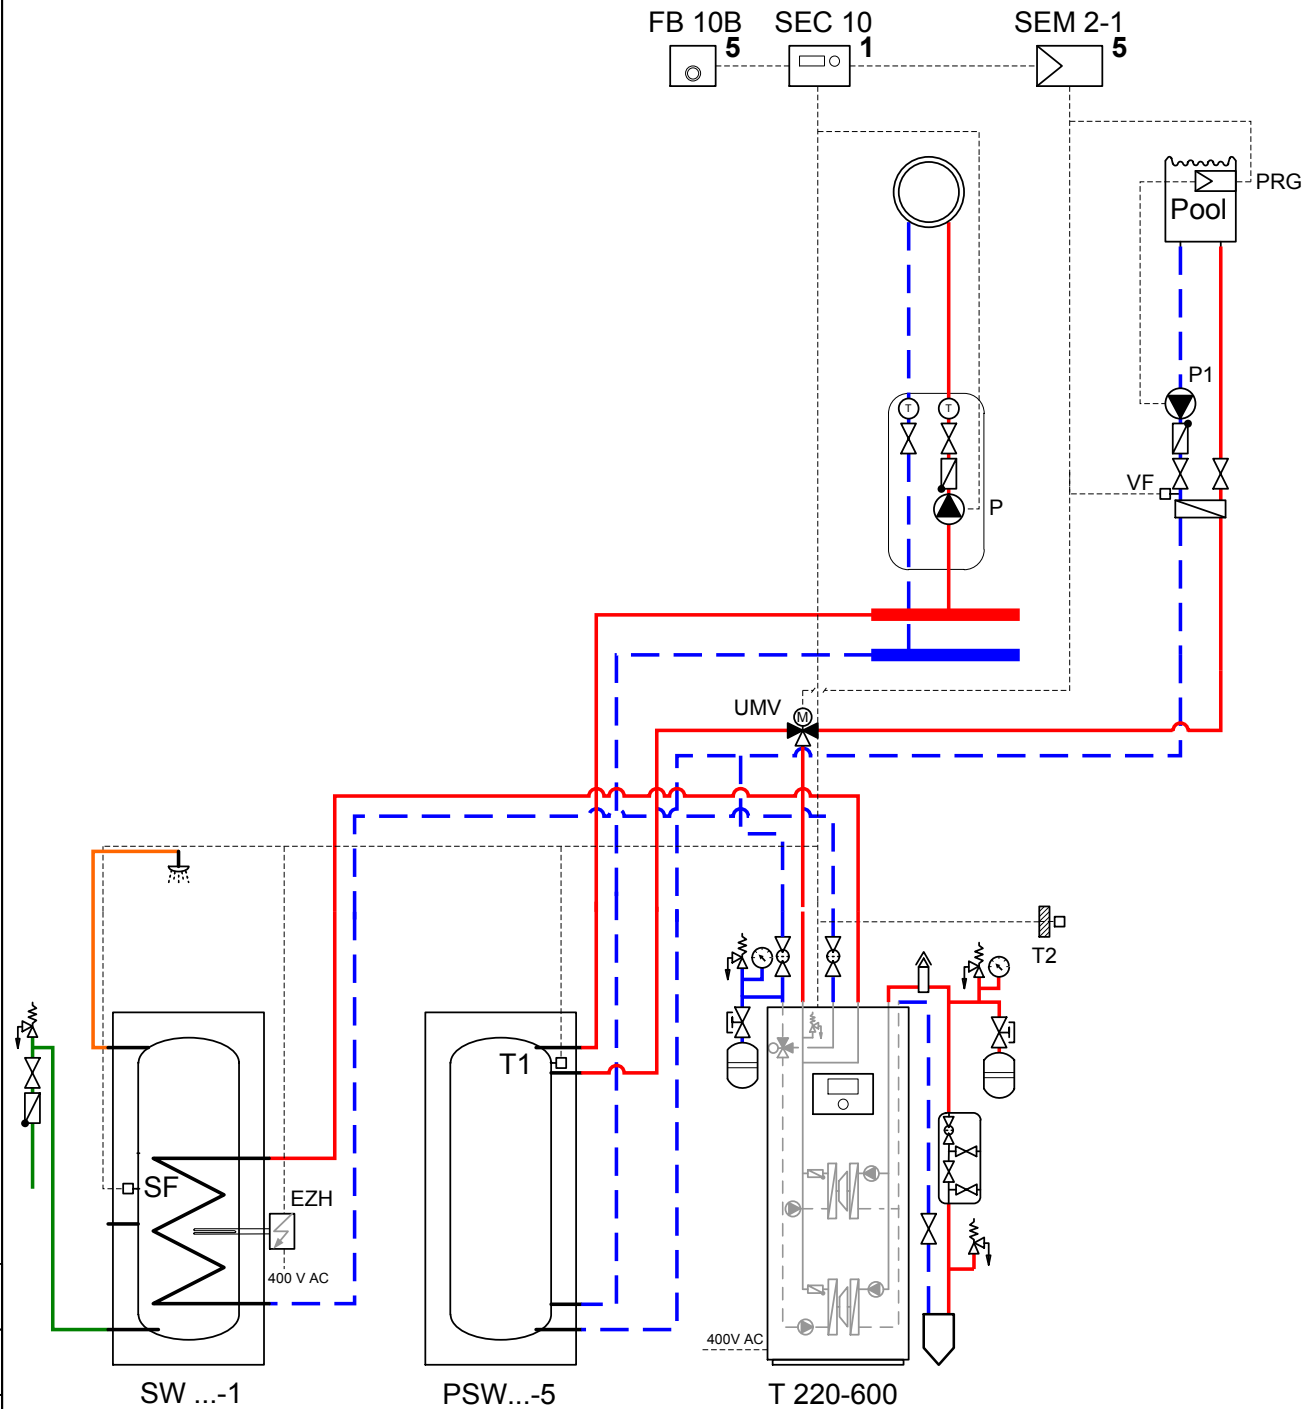 FB 10B
5
SEC 10
1
SEM 2-1
5
PRG
Pool
P1
T
T
VF
P
UMV
M
T2
T1
SF
EZH
400 V AC
400V AC
SW ...-1
PSW...-5
T 220-600